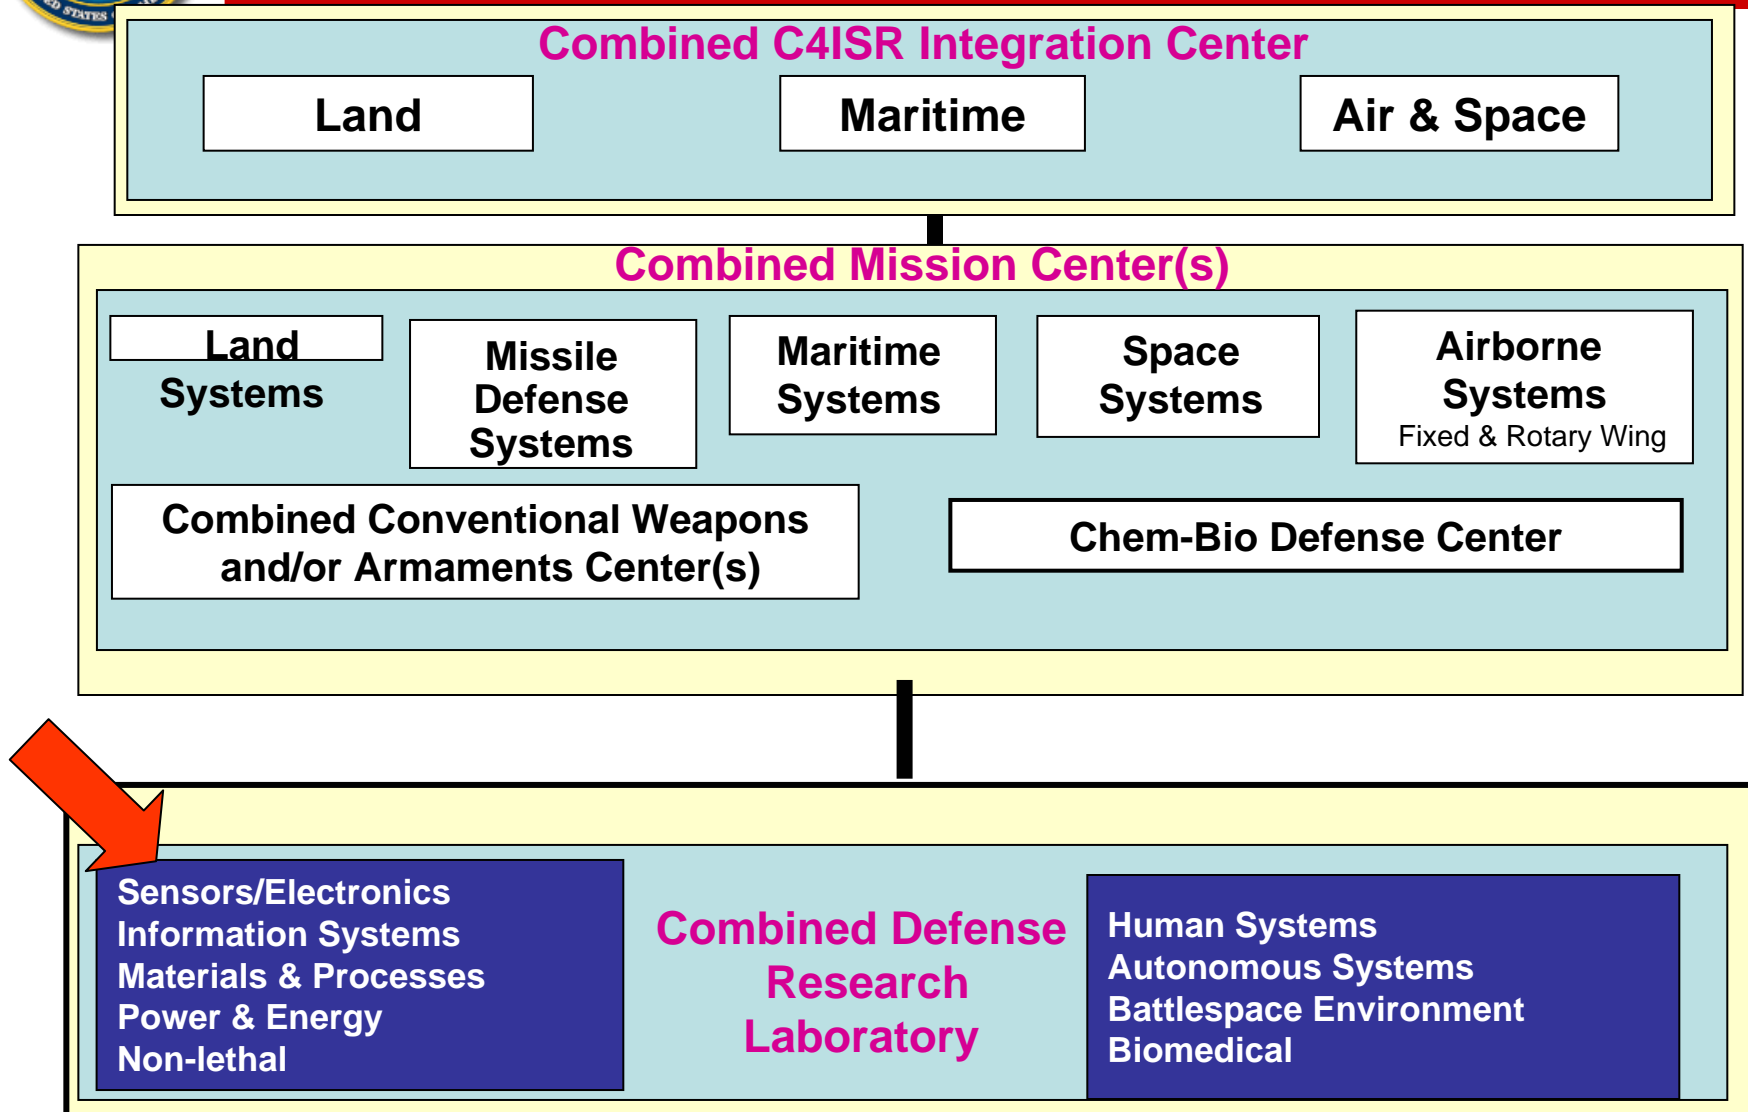 STATES
Combined C4ISR Integration Center
Land
Maritime
Air & Space
Combined Mission Center(s)
Land
Systems
Missile
Defense
Systems
Maritime
Systems
Space
Systems
Airborne
Systems
Fixed & Rotary Wing
Combined Conventional Weapons
and/or Armaments Center(s)
Chem-Bio Defense Center
Sensors/Electronics
Information Systems
Materials & Processes
Power & Energy
Non-lethal
Combined Defense
Research
Laboratory
Human Systems
Autonomous Systems
Battlespace Environment
Biomedical